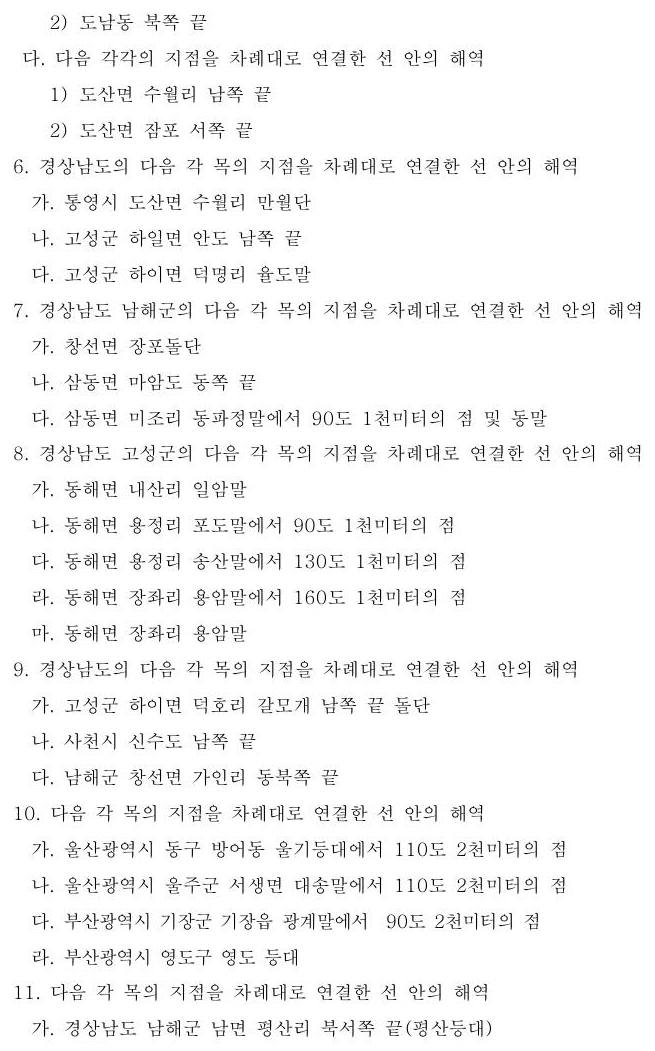 2) 도남동 북쪽 끝
다. 다음 각각의 지점을 차례대로 연결한 선 안의 해역
1) 도산면 수월리 남쪽 끝
2) 도산면 잠포 서쪽 끝
6. 경상남도의 다음 각 목의 지점을 차례대로 연결한 선 안의 해역
가. 통영시 도산면 수월리 만월단
나. 고성군 하일면 안도 남쪽 끝
다. 고성군 하이면 덕명리 율도말
7. 경상남도 남해군의 다음 각 목의 지점을 차례대로 연결한 선 안의 해역
가. 창선면 장포돌단
나. 삼동면 마암도 동쪽 끝
다. 삼동면 미조리 동파정말에서 90도 1천미터의 점 및 동말
8. 경상남도 고성군의 다음 각 목의 지점을 차례대로 연결한 선 안의 해역
가. 동해면 내산리 일암말
나. 동해면 용정리 포도말에서 90도 1천미터의 점
다. 동해면 용정리 송산말에서 130도 1천미터의 점
라. 동해면 장좌리 용암말에서 160도 1천미터의 점
마. 동해면 장좌리 용암말
9. 경상남도의 다음 각 목의 지점을 차례대로 연결한 선 안의 해역
가. 고성군 하이면 덕호리 갈모개 남쪽 끝 돌단
나. 사천시 신수도 남쪽 끝
다. 남해군 창선면 가인리 동북쪽 끝
10. 다음 각 목의 지점을 차례대로 연결한 선 안의 해역
가. 울산광역시 동구 방어동 울기등대에서 110도 2천미터의 점
나. 울산광역시 울주군 서생면 대송말에서 110도 2천미터의 점
다. 부산광역시 기장군 기장읍 광계말에서 90도 2천미터의 점
라. 부산광역시 영도구 영도 등대
11. 다음 각 목의 지점을 차례대로 연결한 선 안의 해역
가. 경상남도 남해군 남면 평산리 북서쪽 끝(평산등대)